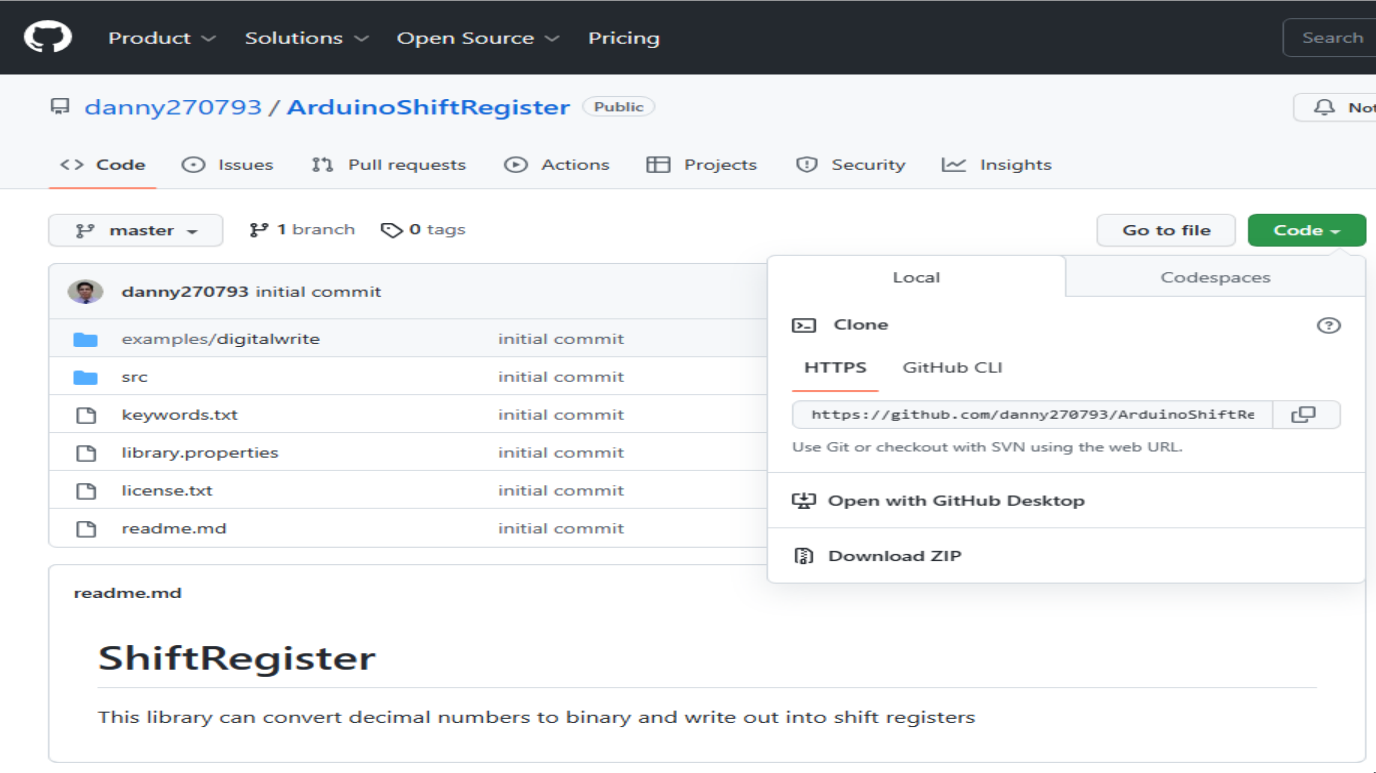 Product Solutions Open Source Pricing Search
danny270793 / ArduinoShiftRegister Public
Code Issues Pull requests Actions Projects Security Insights
master 1 branch 0 tags Go to file Code
danny270793 initial commit
examples/digitalwrite initial commit
src initial commit
keywords.txt initial commit
library.properties initial commit
license.txt initial commit
readme.md initial commit
Local Codespaces
Clone
HTTPS GitHub CLI
https://github.com/danny270793/ArduinoShiftRe
Use Git or checkout with SVN using the web URL.
Open with GitHub Desktop
Download ZIP
readme.md
ShiftRegister
This library can convert decimal numbers to binary and write out into shift registers